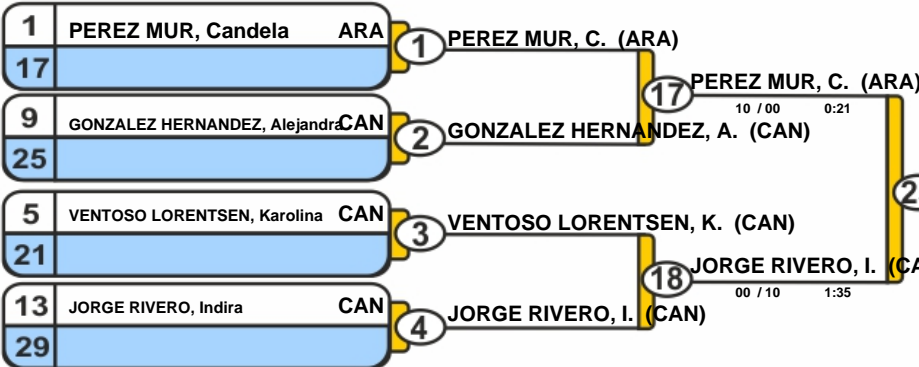 1 PEREZ MUR, Candela ARA
17
1 PEREZ MUR, C. (ARA)
17 PEREZ MUR, C. (ARA)
10 / 00 0:21
9 GONZALEZ HERNANDEZ, Alejandra CAN
25
2 GONZALEZ HERNANDEZ, A. (CAN)
5 VENTOSO LORENTSEN, Karolina CAN
21
3 VENTOSO LORENTSEN, K. (CAN)
18 JORGE RIVERO, I. (CA
00 / 10 1:35
13 JORGE RIVERO, Indira CAN
29
4 JORGE RIVERO, I. (CAN)